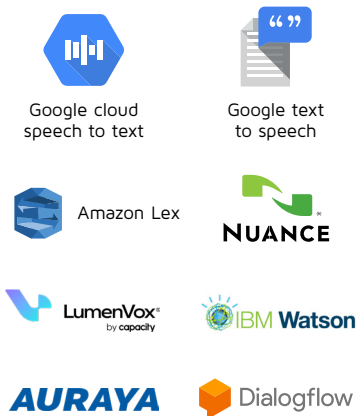 Google cloud
speech to text
Google text
to speech
Amazon Lex
NUANCE
LumenVox®
by capacity
IBM Watson
AURAYA
Dialogflow